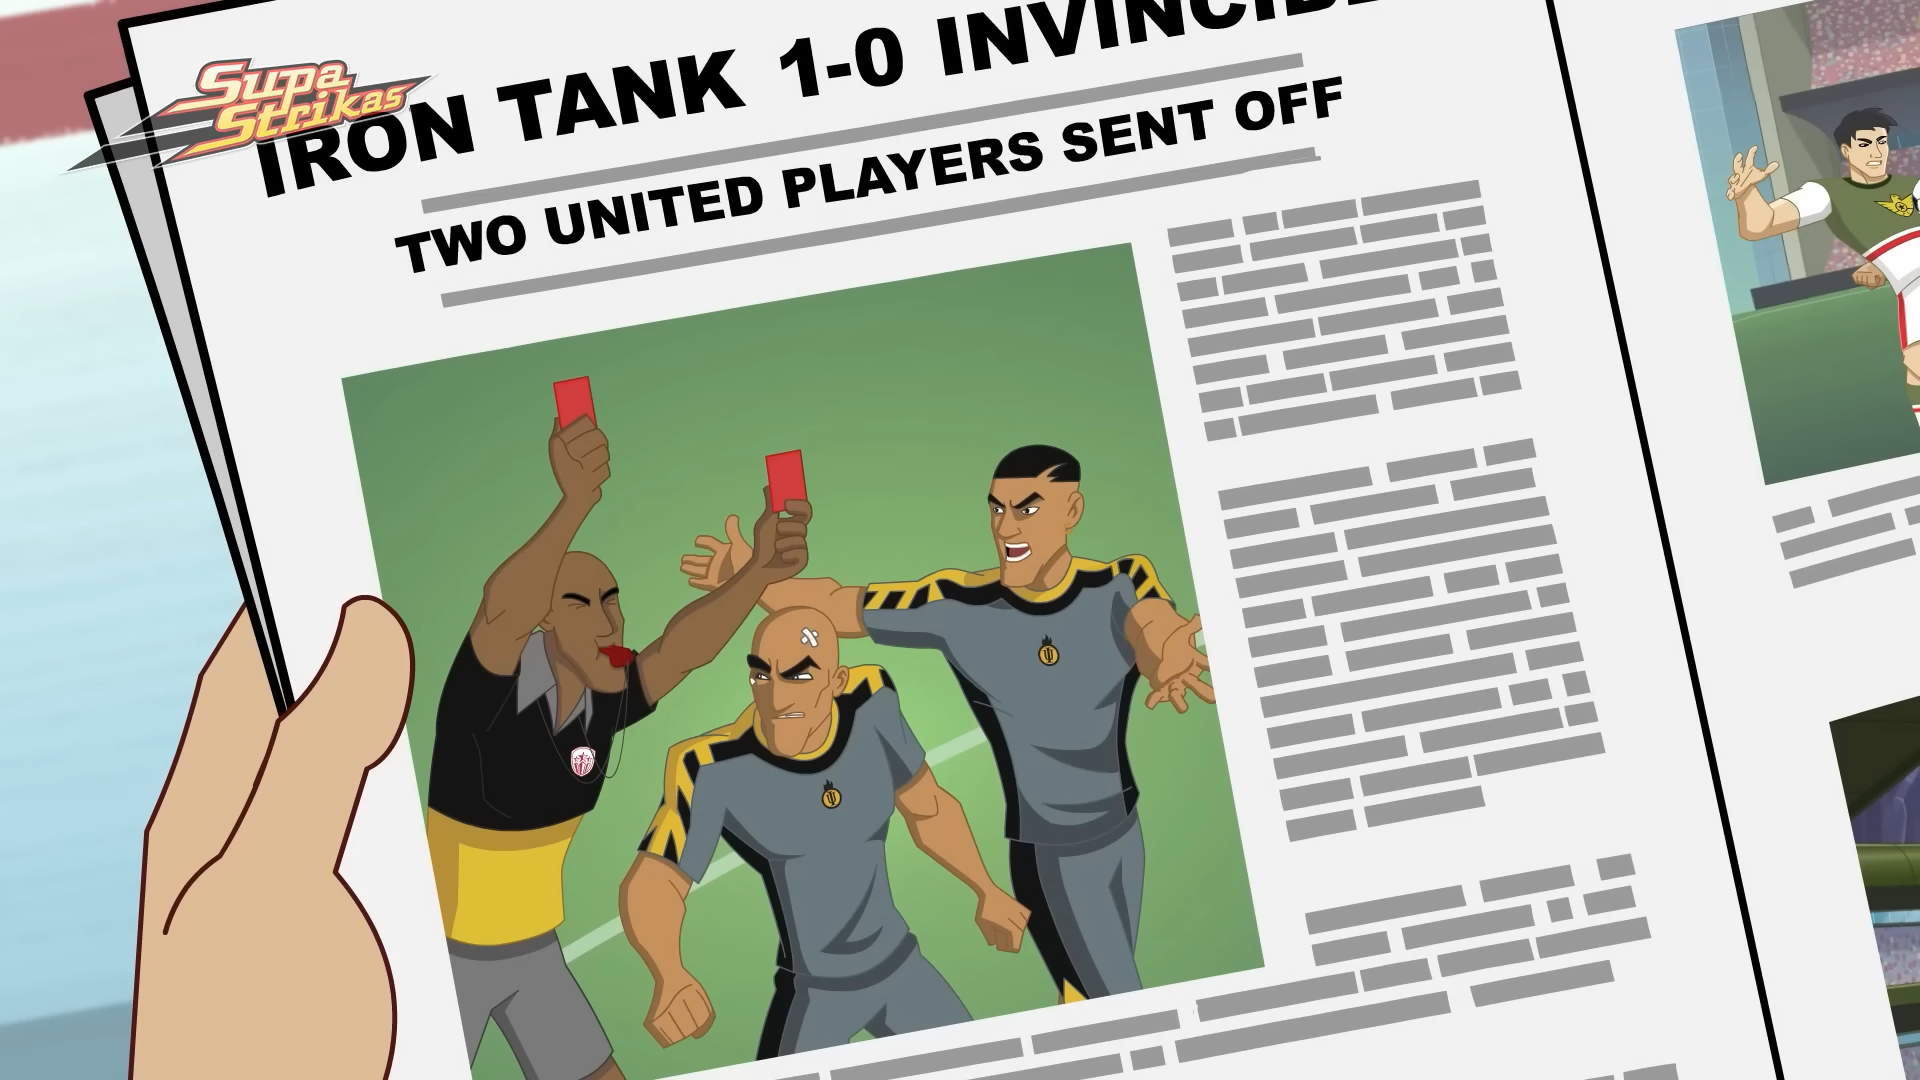 Supa
Strikas
IRON TANK 1-0
TWO UNITED PLAYERS SENT OFF